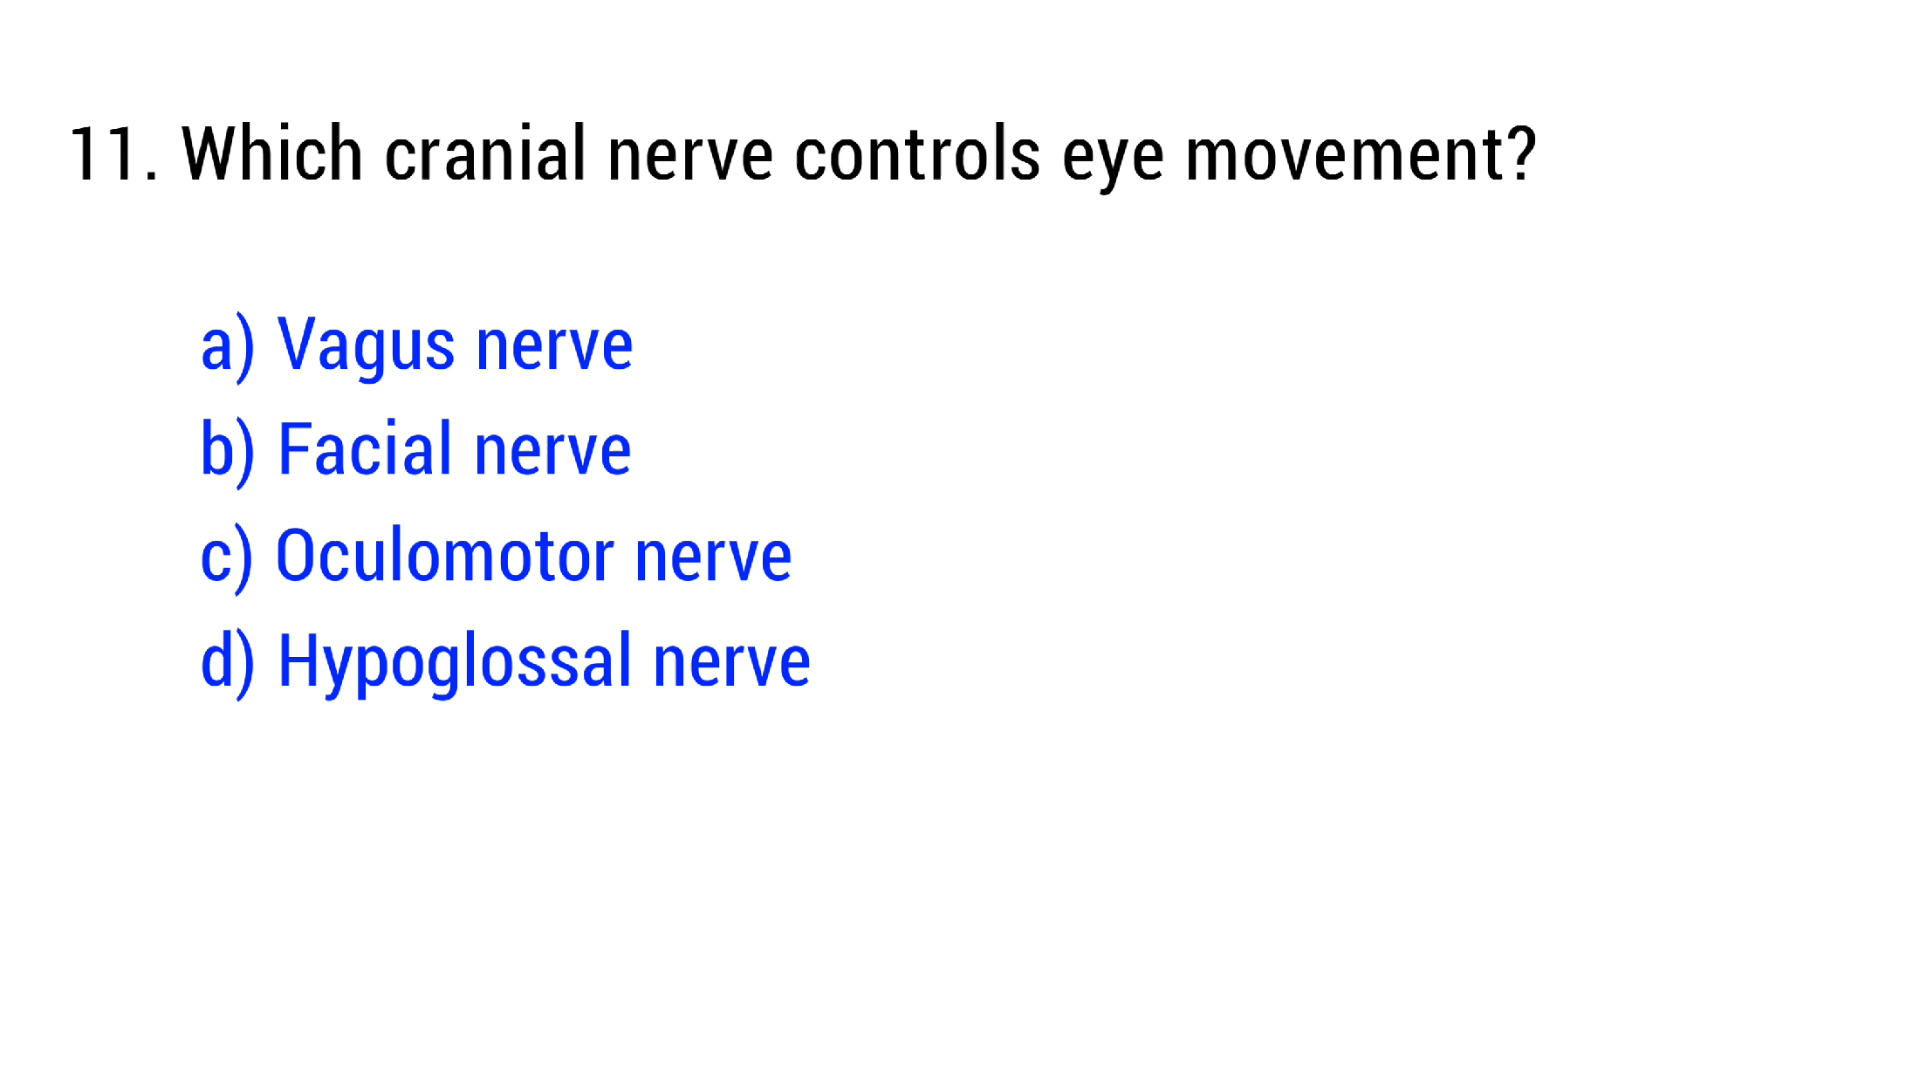 11. Which cranial nerve controls eye movement?
a) Vagus nerve
b) Facial nerve
c) Oculomotor nerve
d) Hypoglossal nerve